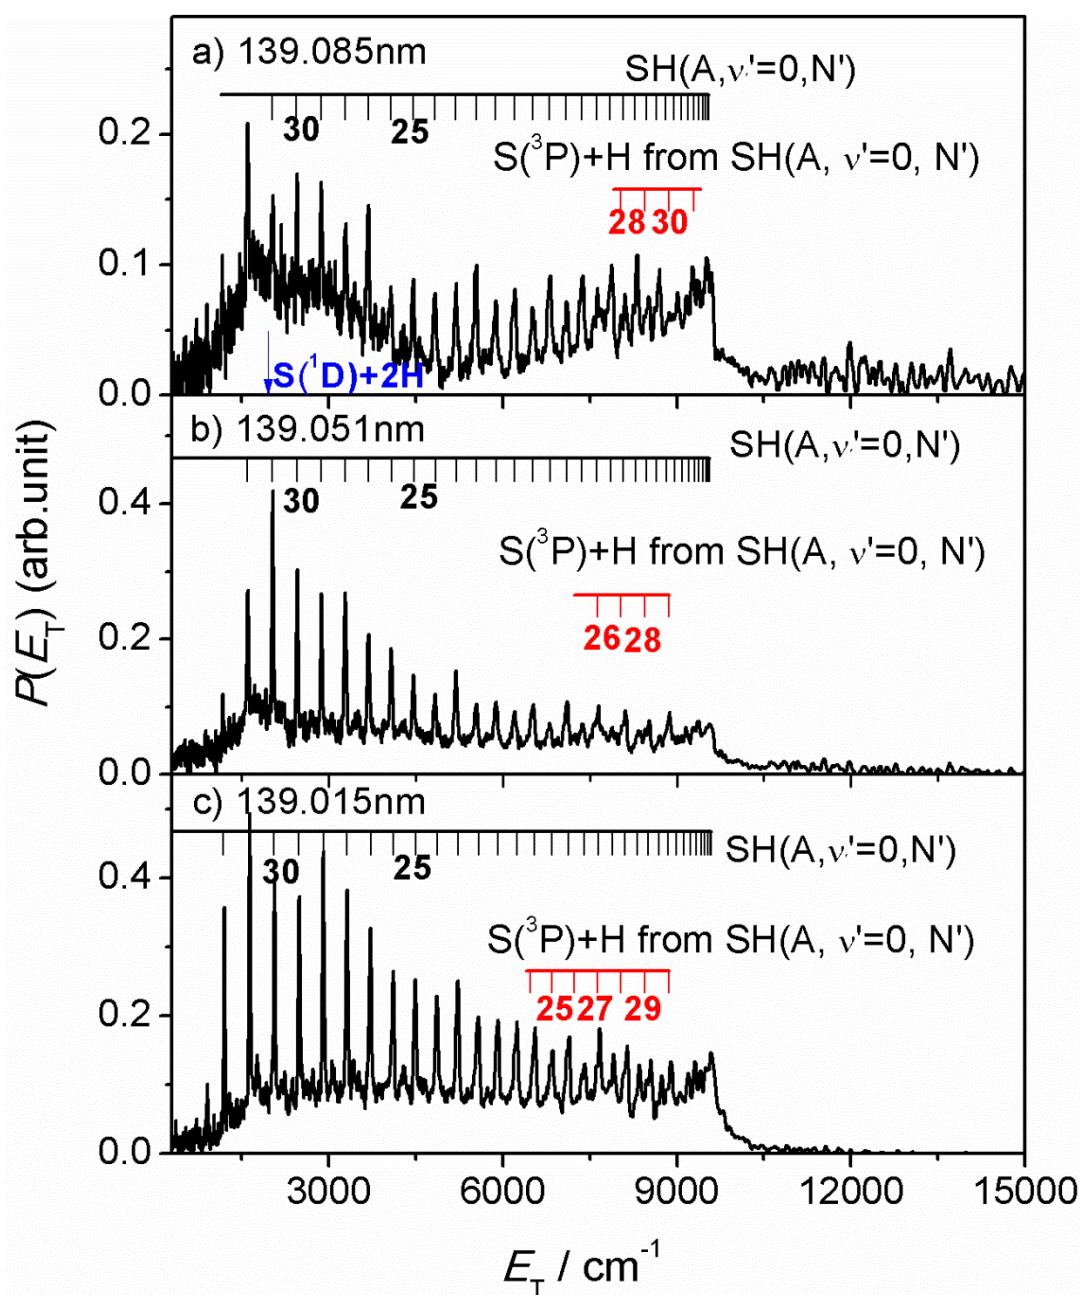 a) 139.085nm
SH(A,ν'=0,N')
30 25
S(³P)+H from SH(A, ν'=0, N')
28 30
S(¹D)+2H
0.2
0.1
0.0
b) 139.051nm
SH(A,ν'=0,N')
30 25
S(³P)+H from SH(A, ν'=0, N')
26 28
0.4
0.2
0.0
c) 139.015nm
SH(A,ν'=0,N')
30 25
S(³P)+H from SH(A, ν'=0, N')
25 27 29
0.4
0.2
0.0
P(E_T) (arb.unit)
3000 6000 9000 12000 15000
E_T / cm⁻¹